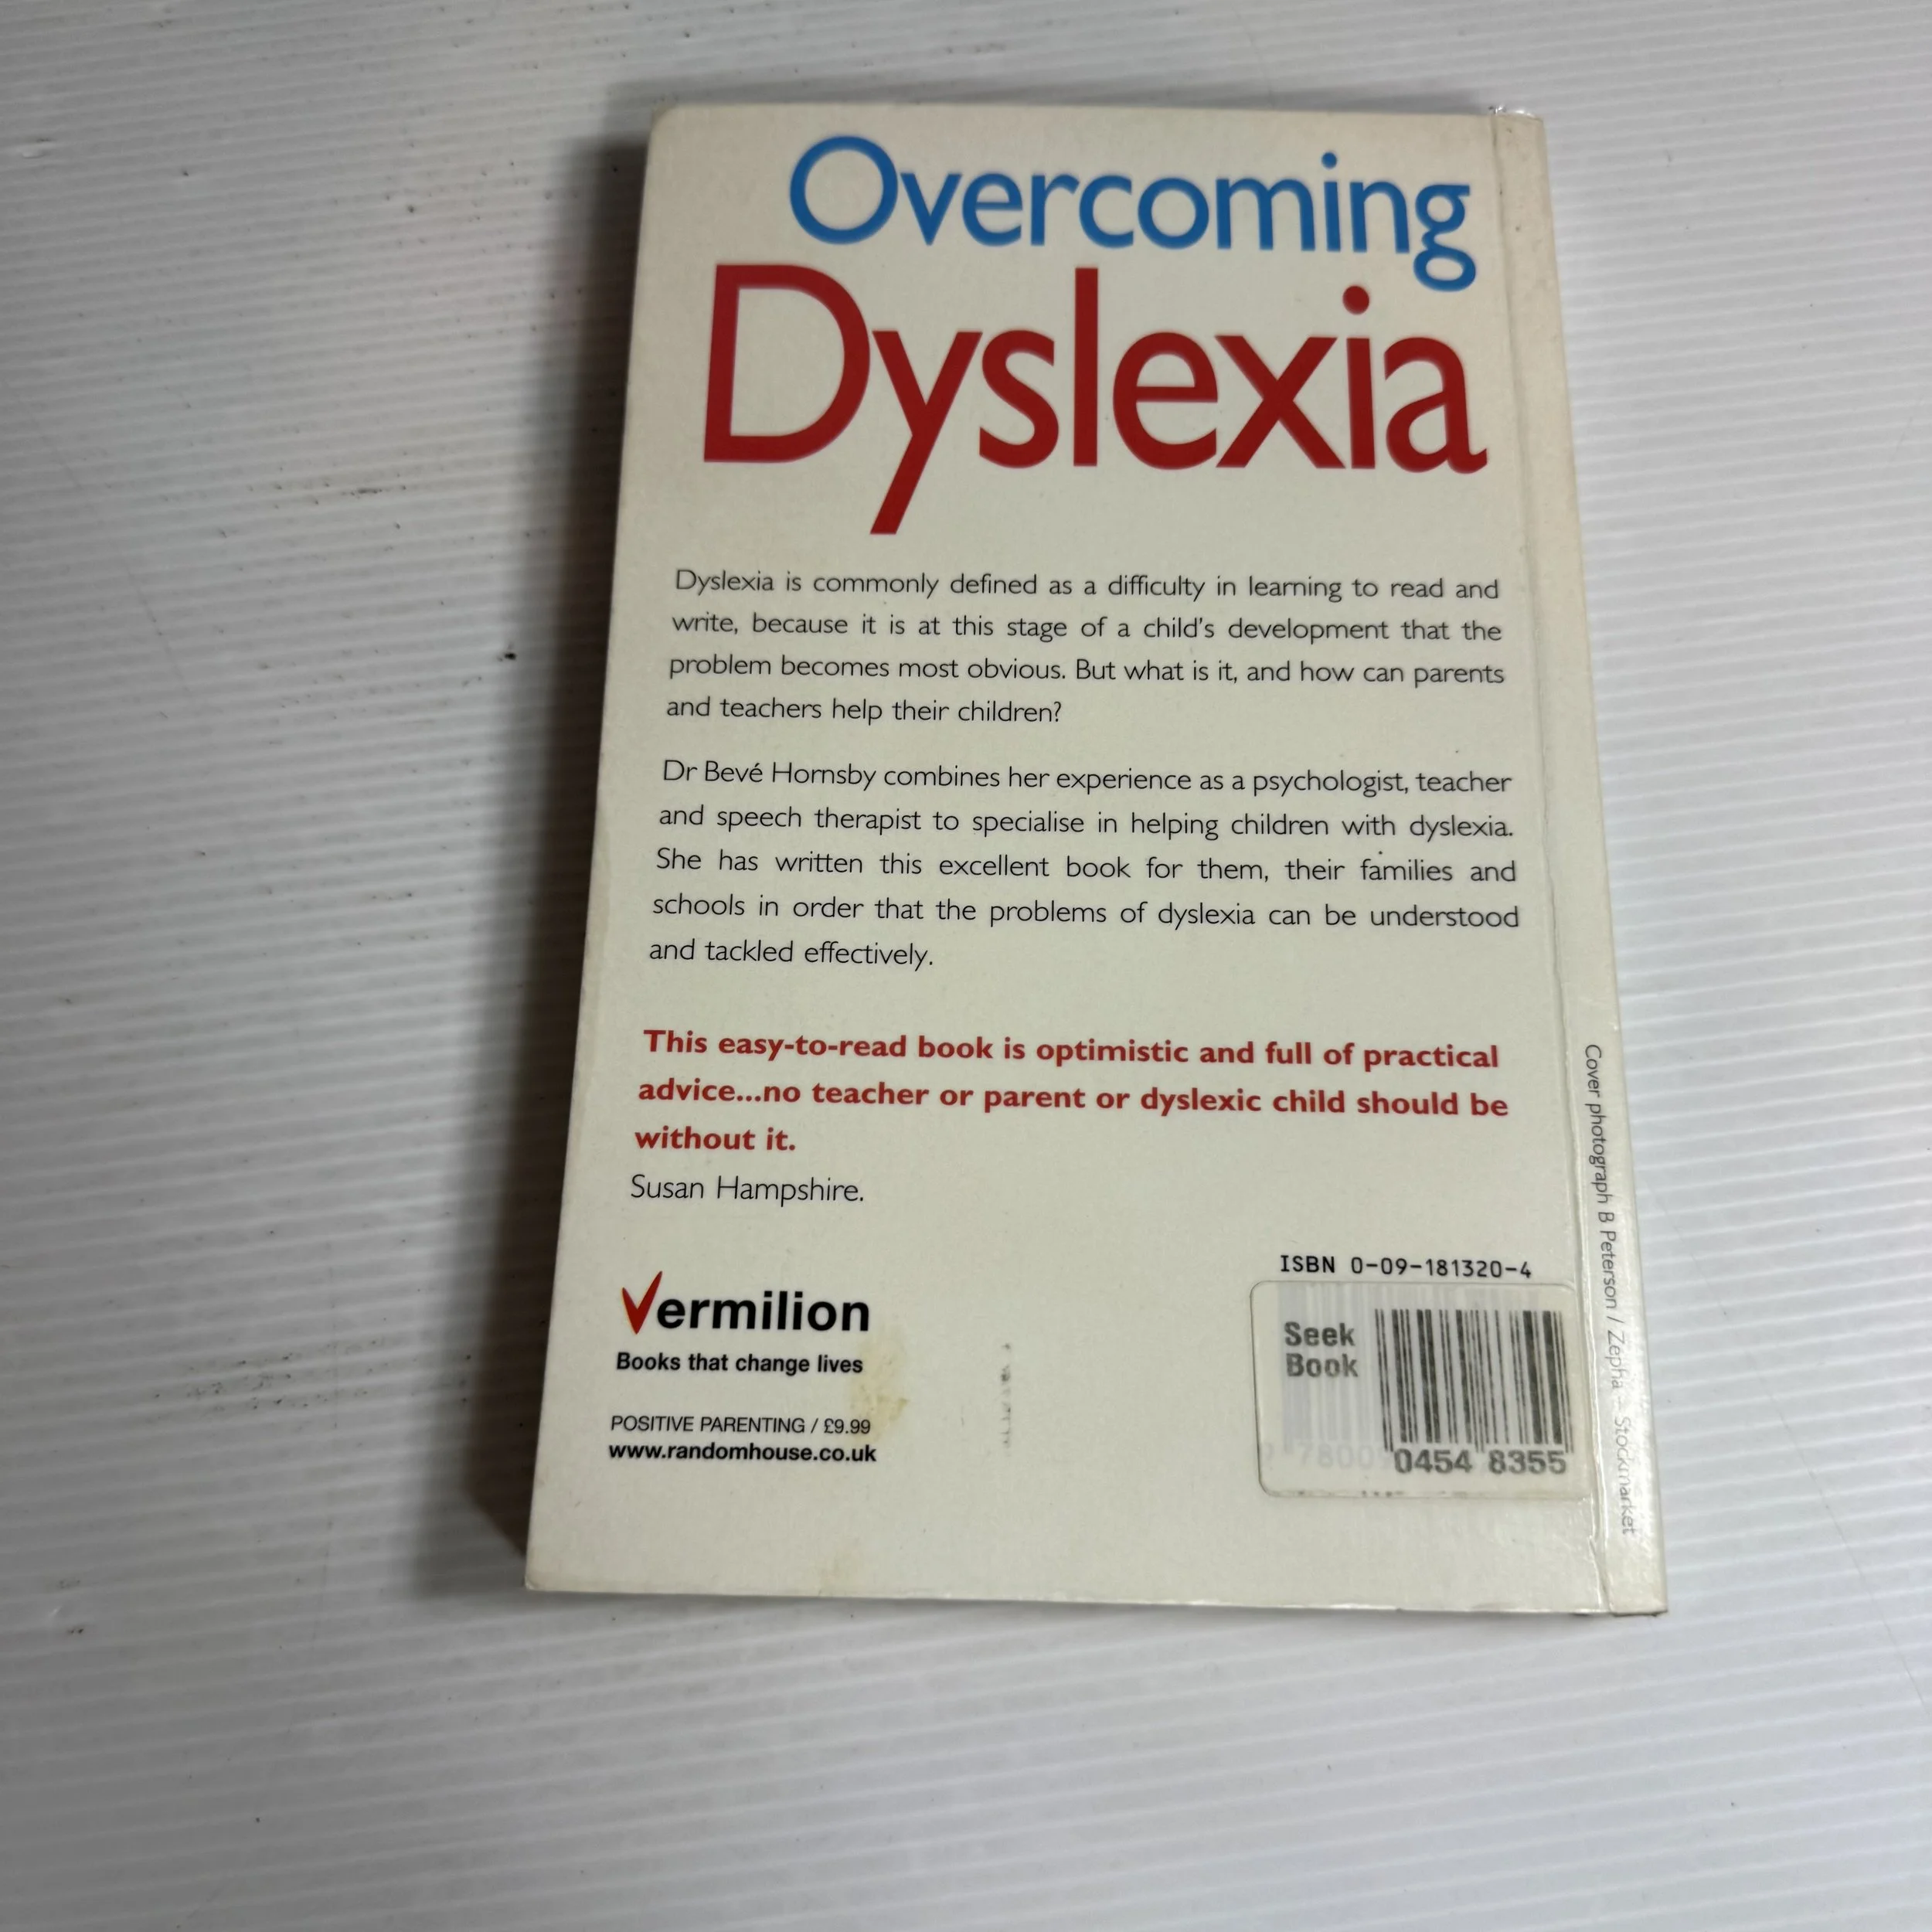 Overcoming
Dyslexia
Dyslexia is commonly defined as a difficulty in learning to read and
write, because it is at this stage of a child's development that the
problem becomes most obvious. But what is it, and how can parents
and teachers help their children?
Dr Bevé Hornsby combines her experience as a psychologist, teacher
and speech therapist to specialise in helping children with dyslexia.
She has written this excellent book for them, their families and
schools in order that the problems of dyslexia can be understood
and tackled effectively.
This easy-to-read book is optimistic and full of practical
advice...no teacher or parent or dyslexic child should be
without it.
Susan Hampshire.
Vermilion
Books that change lives
POSITIVE PARENTING / £9.99
www.randomhouse.co.uk
ISBN 0-09-181320-4
Seek
Book
0454 8355
Cover photograph B Peterson / Zepha – Stockmarket